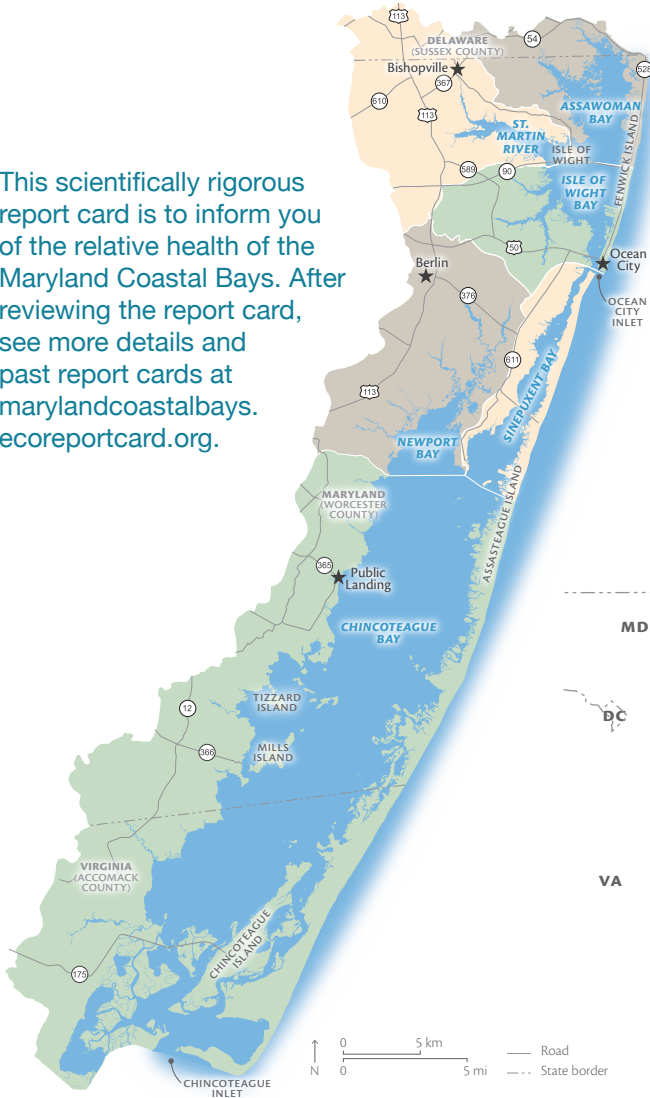 This scientifically rigorous
report card is to inform you
of the relative health of the
Maryland Coastal Bays. After
reviewing the report card,
see more details and
past report cards at
marylandcoastalbays.
ecoreportcard.org.
113
DELAWARE
(SUSSEX COUNTY)
54
528
Bishopville
367
610
113
ASSAWOMAN
BAY
ST.
MARTIN
RIVER
ISLE OF
WIGHT
FENWICK ISLAND
589
90
ISLE OF
WIGHT
BAY
50
Ocean
City
Berlin
376
OCEAN
CITY
INLET
611
113
SINEPUXENT BAY
NEWPORT
BAY
MARYLAND
(WORCESTER
COUNTY)
ASSATEAGUE ISLAND
365
Public
Landing
CHINCOTEAGUE
BAY
MD
TIZZARD
ISLAND
12
DC
366
MILLS
ISLAND
VIRGINIA
(ACCOMACK
COUNTY)
VA
CHINCOTEAGUE
ISLAND
175
CHINCOTEAGUE
INLET
N
0 5 km
0 5 mi
Road
State border